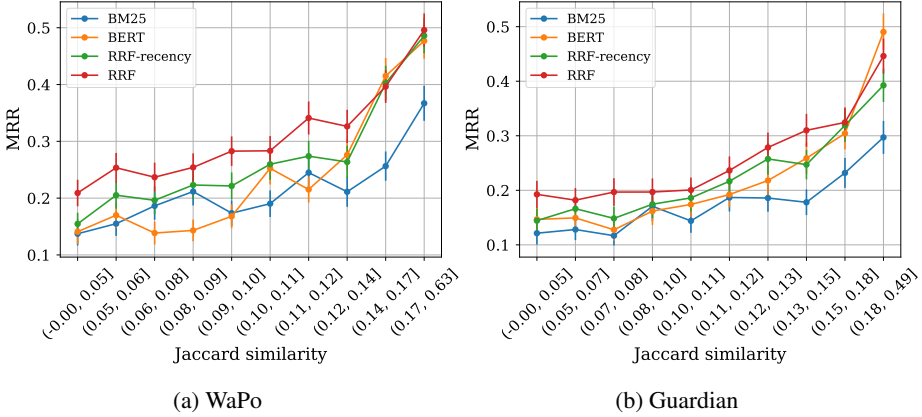 0.5
0.4
0.3
0.2
0.1
MRR
BM25
BERT
RRF-recency
RRF
(-0.00, 0.05]
(0.05, 0.06]
(0.06, 0.08]
(0.08, 0.09]
(0.09, 0.10]
(0.10, 0.11]
(0.11, 0.12]
(0.12, 0.14]
(0.14, 0.17]
(0.17, 0.63]
Jaccard similarity
(a) WaPo
0.5
0.4
0.3
0.2
0.1
MRR
BM25
BERT
RRF-recency
RRF
(-0.00, 0.05]
(0.05, 0.07]
(0.07, 0.08]
(0.08, 0.10]
(0.10, 0.11]
(0.11, 0.12]
(0.12, 0.13]
(0.13, 0.15]
(0.15, 0.18]
(0.18, 0.49]
Jaccard similarity
(b) Guardian